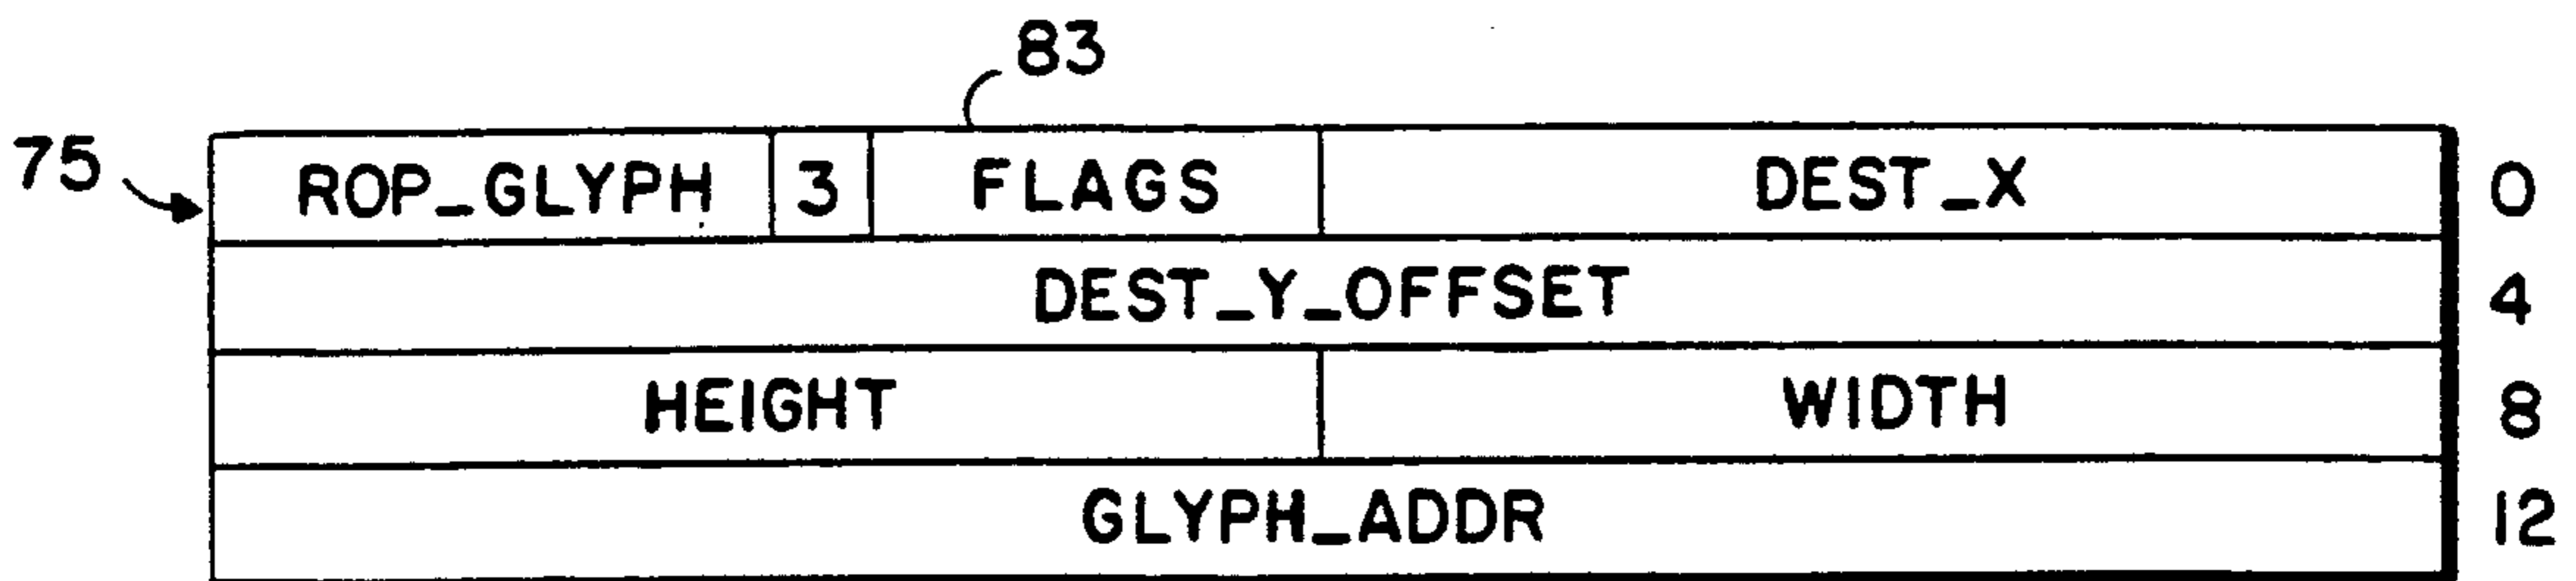 83
75 ROP_GLYPH 3 FLAGS DEST_X 0
DEST_Y_OFFSET 4
HEIGHT WIDTH 8
GLYPH_ADDR 12